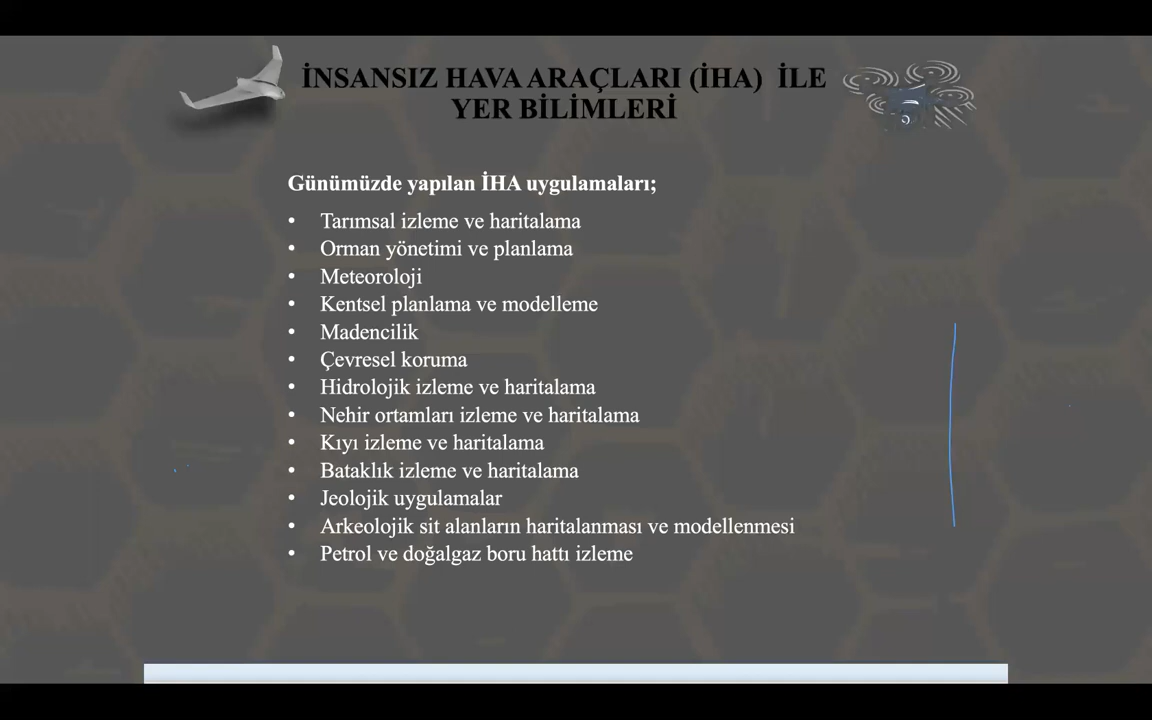 İNSANSIZ HAVA ARAÇLARI (İHA) İLE
YER BİLİMLERİ
Günümüzde yapılan İHA uygulamaları;
• Tarımsal izleme ve haritalama
• Orman yönetimi ve planlama
• Meteoroloji
• Kentsel planlama ve modelleme
• Madencilik
• Çevresel koruma
• Hidrolojik izleme ve haritalama
• Nehir ortamları izleme ve haritalama
• Kıyı izleme ve haritalama
• Bataklık izleme ve haritalama
• Jeolojik uygulamalar
• Arkeolojik sit alanların haritalanması ve modellenmesi
• Petrol ve doğalgaz boru hattı izleme